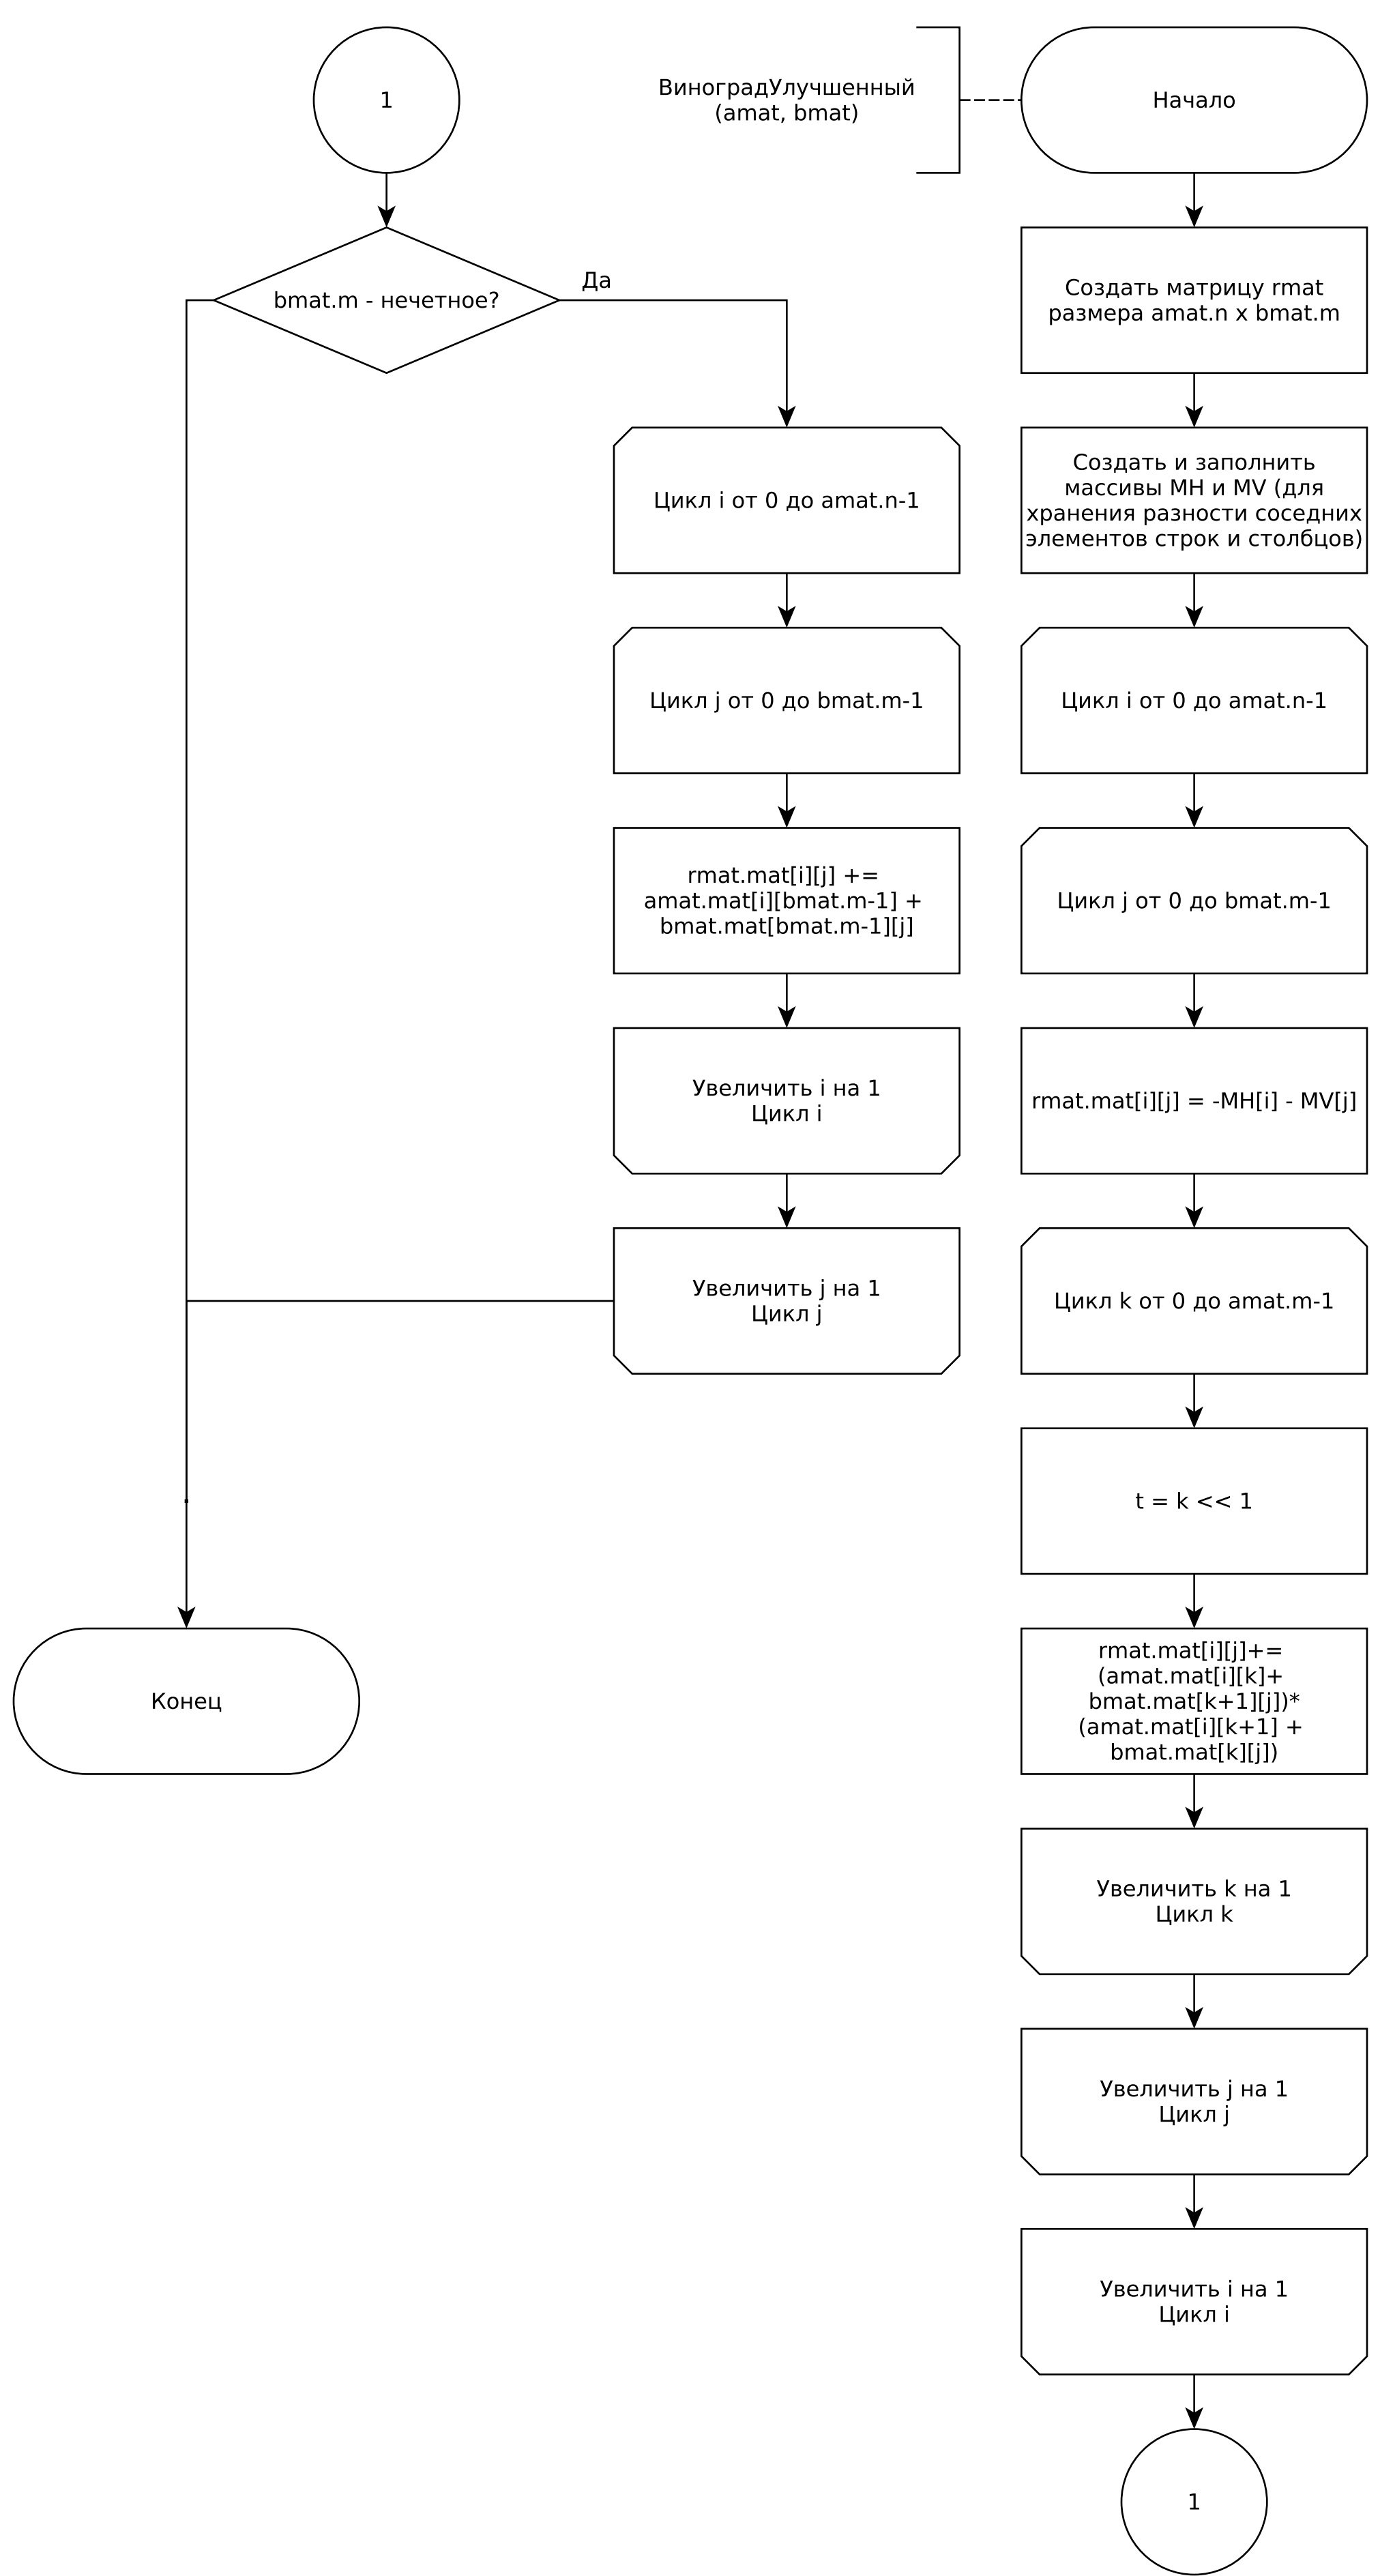 1
bmat.m - нечетное?
Да
Цикл i от 0 до amat.n-1
Цикл j от 0 до bmat.m-1
rmat.mat[i][j] +=
amat.mat[i][bmat.m-1] +
bmat.mat[bmat.m-1][j]
Увеличить i на 1
Цикл i
Увеличить j на 1
Цикл j
Конец
ВиноградУлучшенный
(amat, bmat)
Начало
Создать матрицу rmat
размера amat.n x bmat.m
Создать и заполнить
массивы MH и MV (для
хранения разности соседних
элементов строк и столбцов)
Цикл i от 0 до amat.n-1
Цикл j от 0 до bmat.m-1
rmat.mat[i][j] = -MH[i] - MV[j]
Цикл k от 0 до amat.m-1
t = k << 1
rmat.mat[i][j]+=
(amat.mat[i][k]+
bmat.mat[k+1][j])*
(amat.mat[i][k+1] +
bmat.mat[k][j])
Увеличить k на 1
Цикл k
Увеличить j на 1
Цикл j
Увеличить i на 1
Цикл i
1